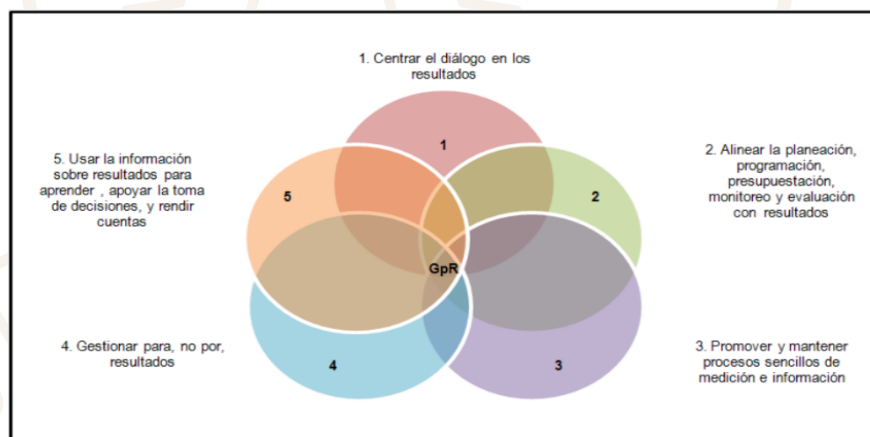 1. Centrar el diálogo en los
resultados
1
5. Usar la información
sobre resultados para
aprender , apoyar la toma
de decisiones, y rendir
cuentas
5
2
2. Alinear la planeación,
programación,
presupuestación,
monitoreo y evaluación
con resultados
GpR
4. Gestionar para, no por,
resultados
4
3
3. Promover y mantener
procesos sencillos de
medición e información